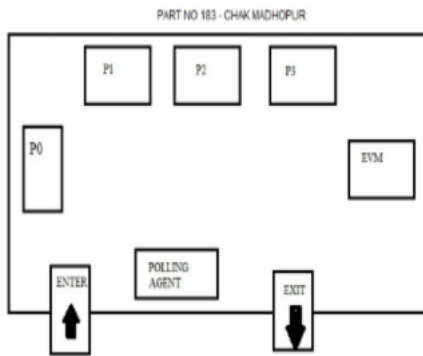 PART NO 183 - CHAK MADHOPUR
P1 P2 P3
P0
EVM
POLLING
AGENT
ENTER
EXIT